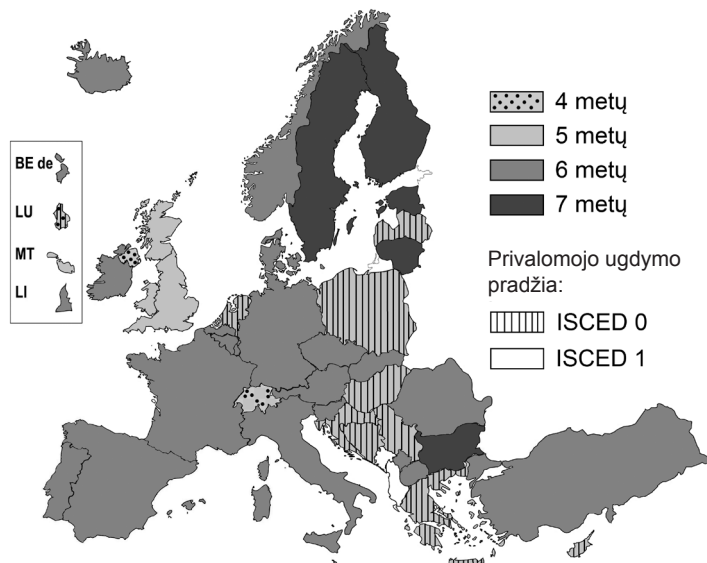 BE de
LU
MT
LI
4 metų
5 metų
6 metų
7 metų
Privalomojo ugdymo
pradžia:
ISCED 0
ISCED 1